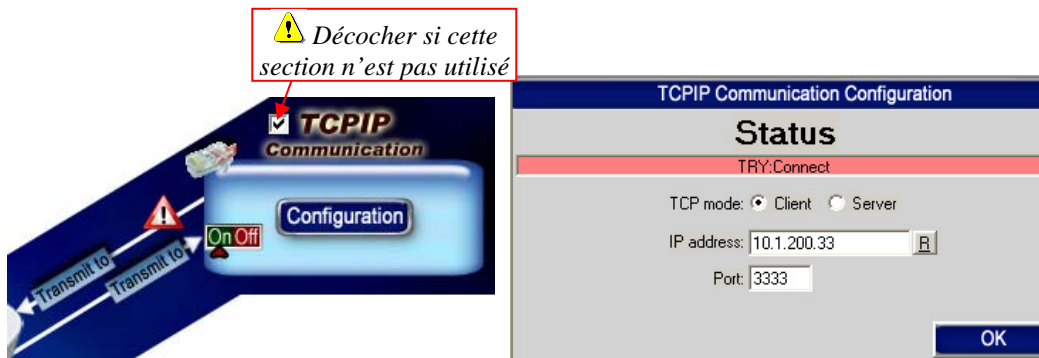 Décocher si cette
section n'est pas utilisé
TCPIP
Communication
Configuration
On Off
Transmit to
Transmit to
TCPIP Communication Configuration
Status
TRY:Connect
TCP mode: Client Server
IP address: 10.1.200.33 R
Port: 3333
OK